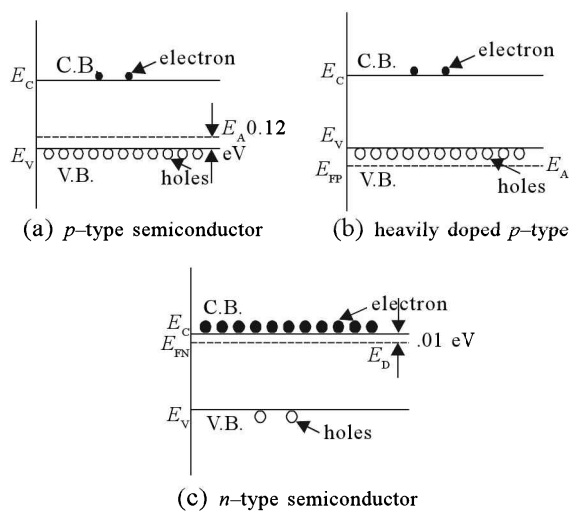 C.B. electron
E_C
E_A 0.12
E_V eV
V.B. holes
(a) p–type semiconductor
C.B. electron
E_C
E_V
E_FP V.B. E_A
holes
(b) heavily doped p–type
C.B. electron
E_C
E_FN .01 eV
E_D
E_V V.B.
holes
(c) n–type semiconductor